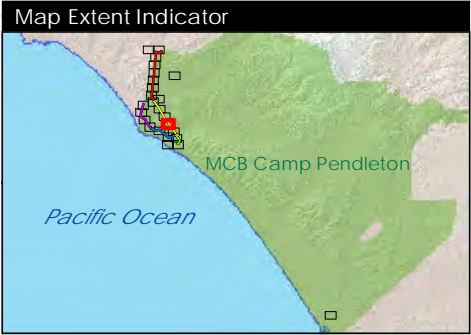 Map Extent Indicator
MCB Camp Pendleton
Pacific Ocean